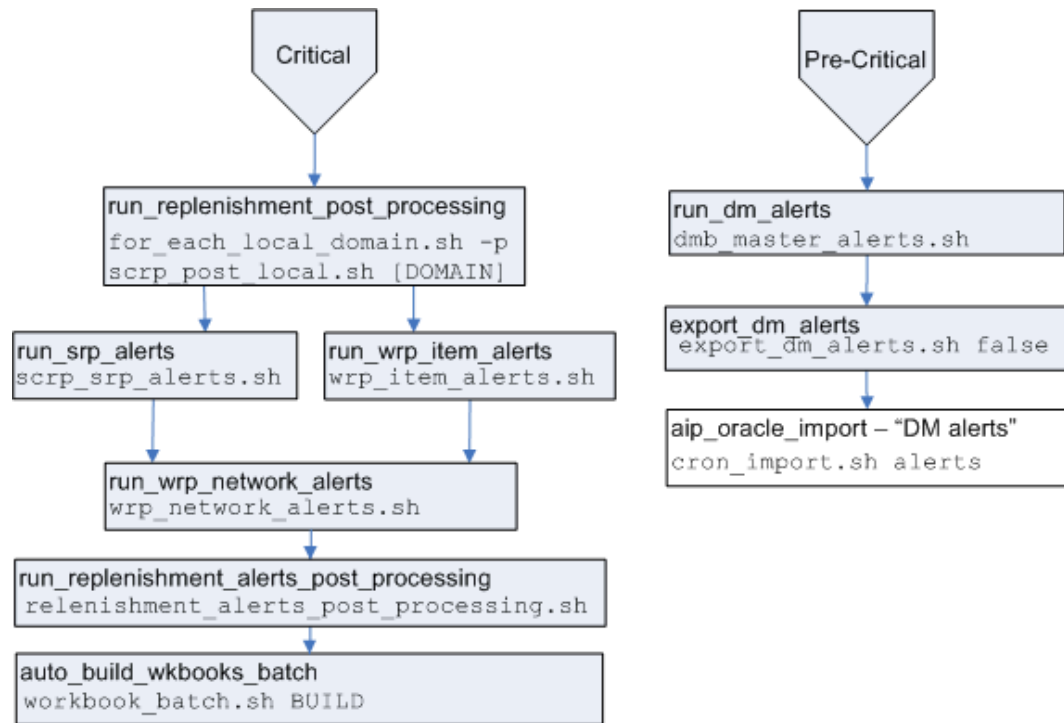 Critical
run_replenishment_post_processing
for_each_local_domain.sh -p
scrp_post_local.sh [DOMAIN]
run_srp_alerts
scrp_srp_alerts.sh
run_wrp_item_alerts
wrp_item_alerts.sh
run_wrp_network_alerts
wrp_network_alerts.sh
run_replenishment_alerts_post_processing
relenishment_alerts_post_processing.sh
auto_build_wkbooks_batch
workbook_batch.sh BUILD
Pre-Critical
run_dm_alerts
dmb_master_alerts.sh
export_dm_alerts
export_dm_alerts.sh false
aip_oracle_import – “DM alerts”
cron_import.sh alerts